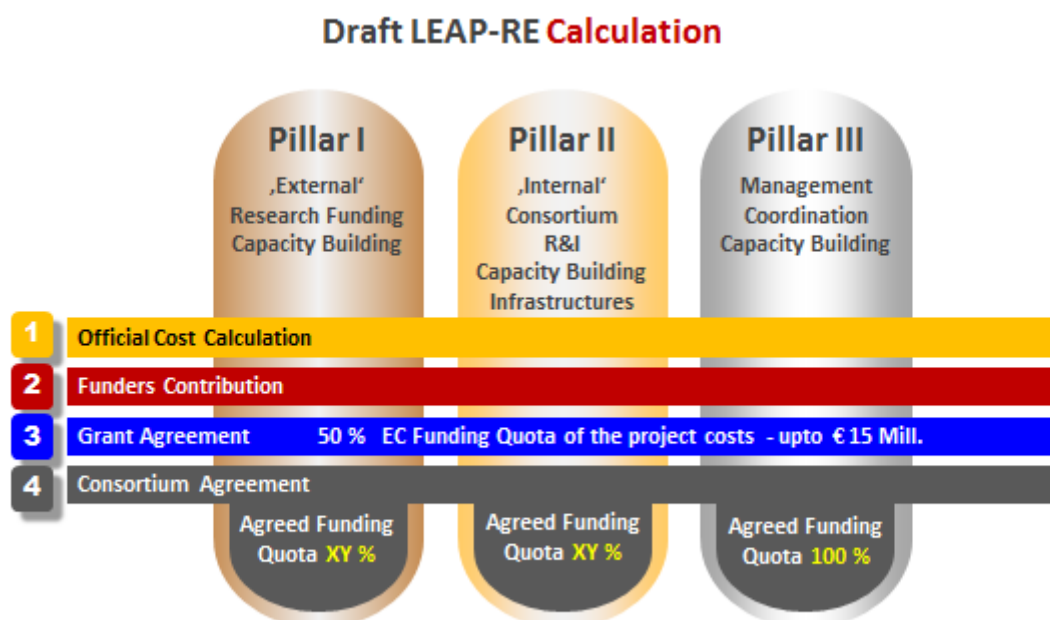 Draft LEAP-RE Calculation
Pillar I
‚External‘
Research Funding
Capacity Building
Pillar II
‚Internal‘
Consortium
R&I
Capacity Building
Infrastructures
Pillar III
Management
Coordination
Capacity Building
1 Official Cost Calculation
2 Funders Contribution
3 Grant Agreement 50 % EC Funding Quota of the project costs - upto € 15 Mill.
4 Consortium Agreement
Agreed Funding
Quota XY %
Agreed Funding
Quota XY %
Agreed Funding
Quota 100 %